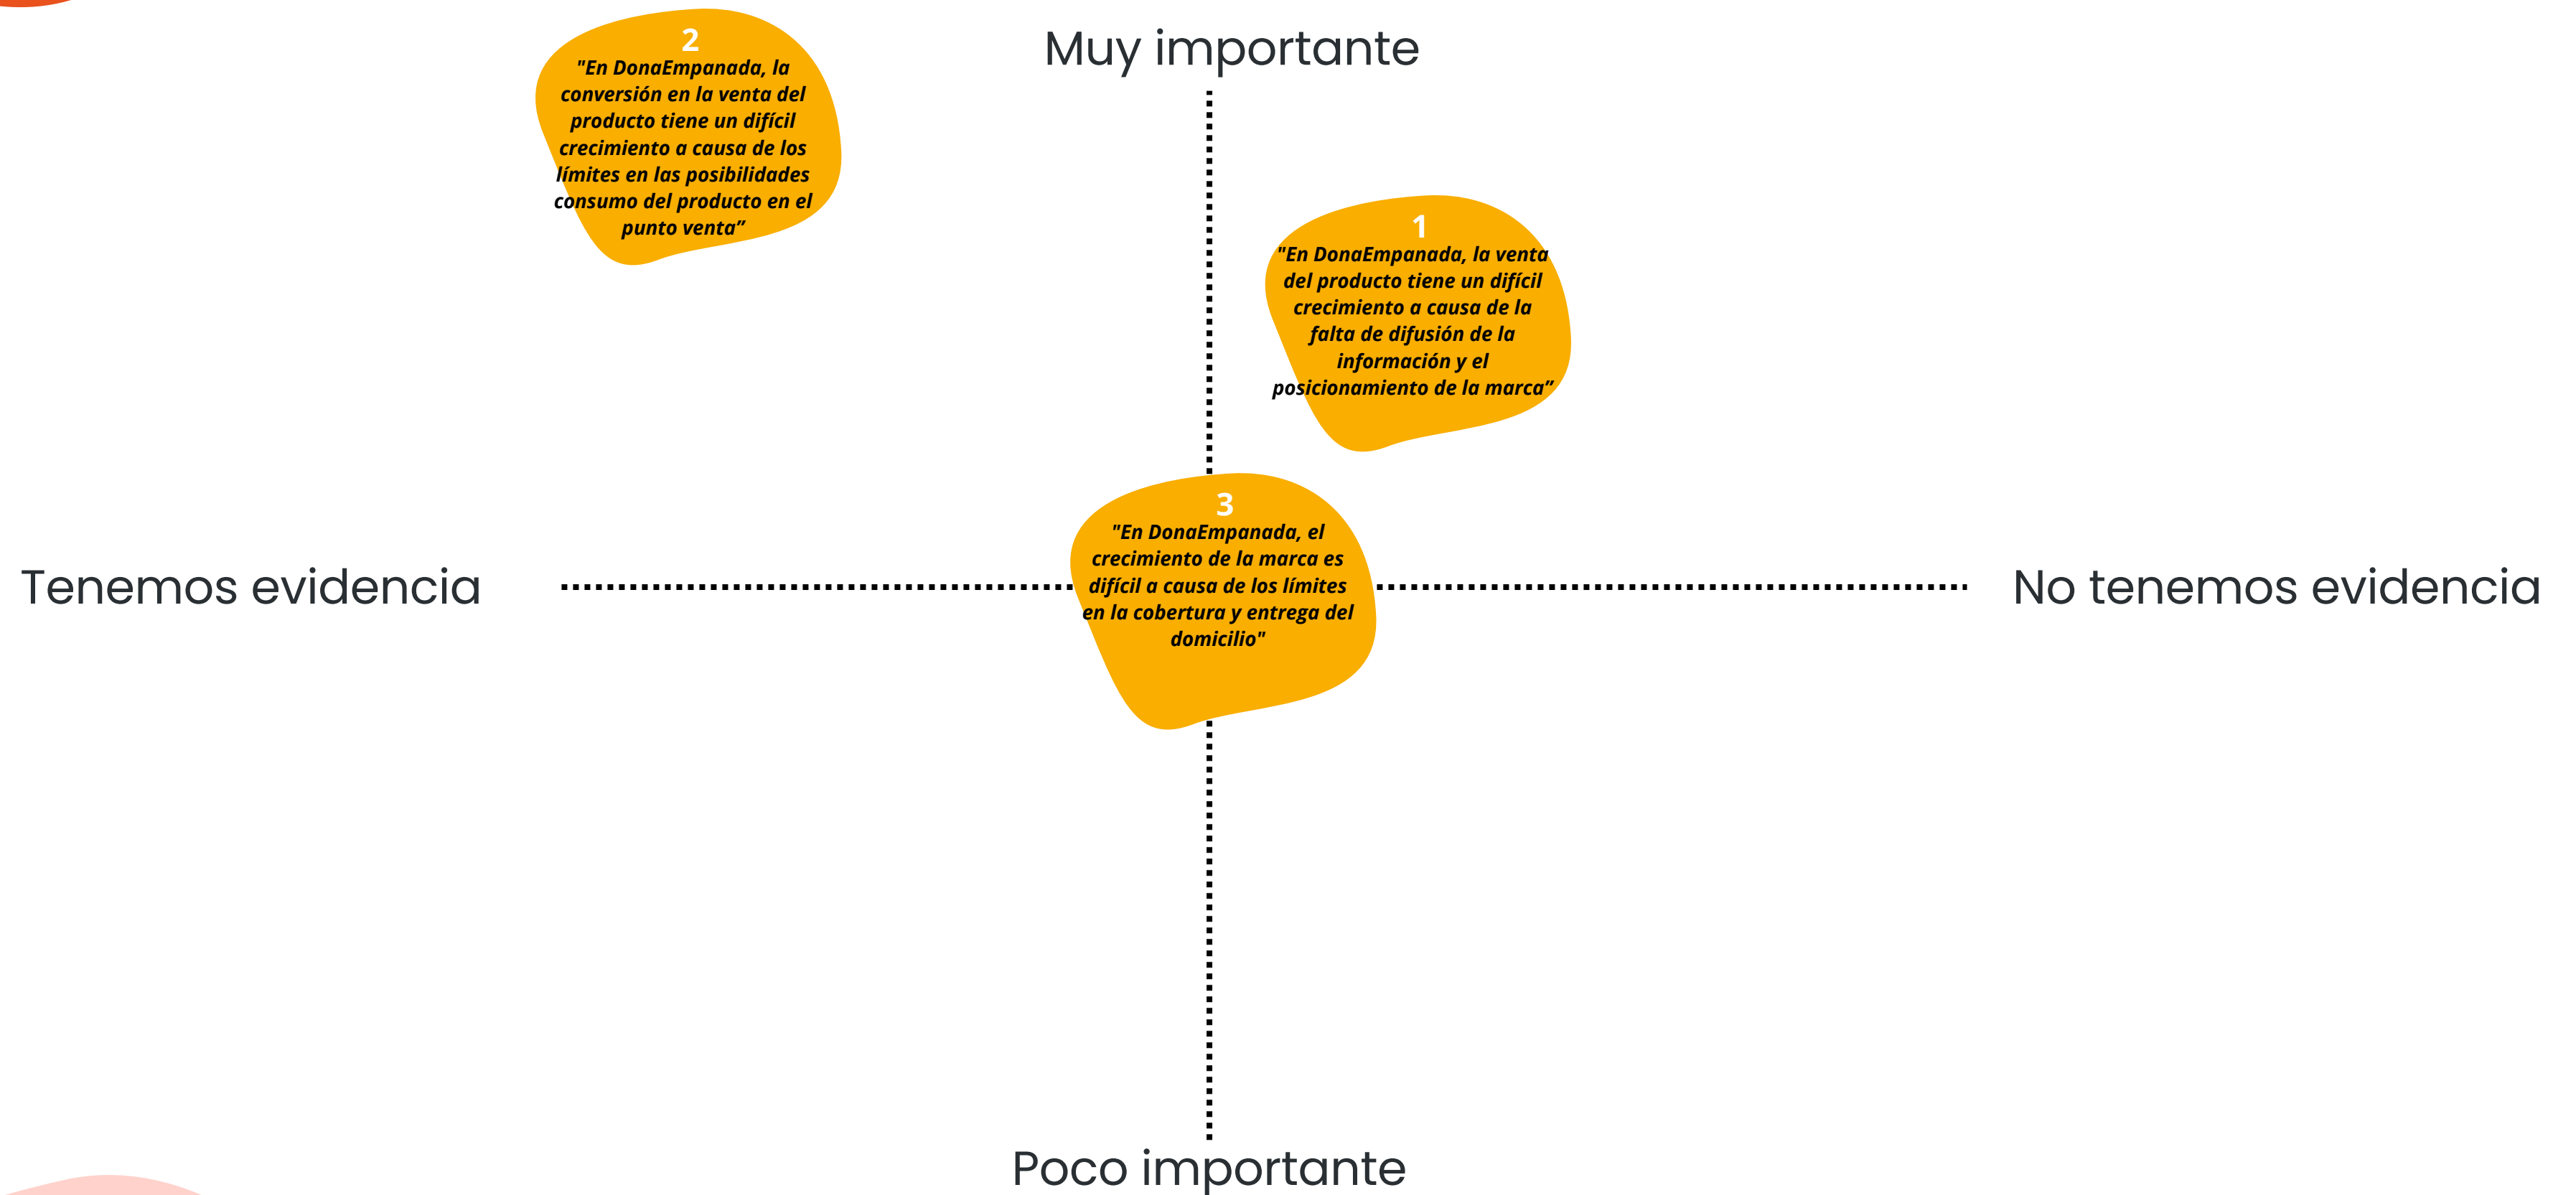 2
"En DonaEmpanada, la
conversión en la venta del
producto tiene un difícil
crecimiento a causa de los
límites en las posibilidades
consumo del producto en el
punto venta”
Muy importante
1
"En DonaEmpanada, la venta
del producto tiene un difícil
crecimiento a causa de la
falta de difusión de la
información y el
posicionamiento de la marca”
3
"En DonaEmpanada, el
crecimiento de la marca es
difícil a causa de los límites
en la cobertura y entrega del
domicilio"
Tenemos evidencia
No tenemos evidencia
Poco importante